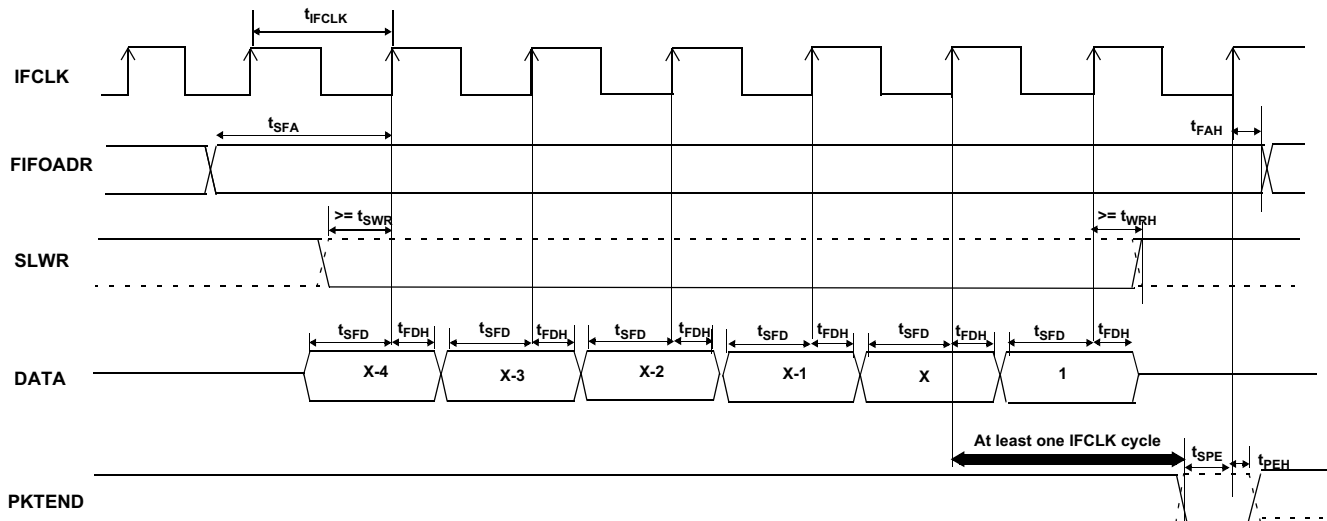 tIFCLK
IFCLK
tSFA
tFAH
FIFOADR
>= tSWR
>= tWRH
SLWR
tSFD tFDH tSFD tFDH tSFD tFDH tSFD tFDH tSFD tFDH tSFD tFDH
DATA X-4 X-3 X-2 X-1 X 1
At least one IFCLK cycle
tSPE
tPEH
PKTEND